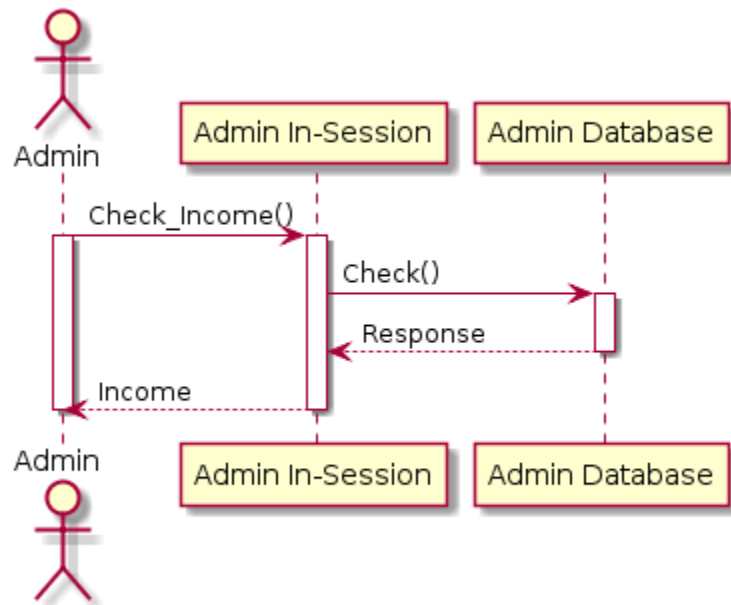 Admin
Admin In-Session
Admin Database
Check_Income()
Check()
Response
Income
Admin
Admin In-Session
Admin Database